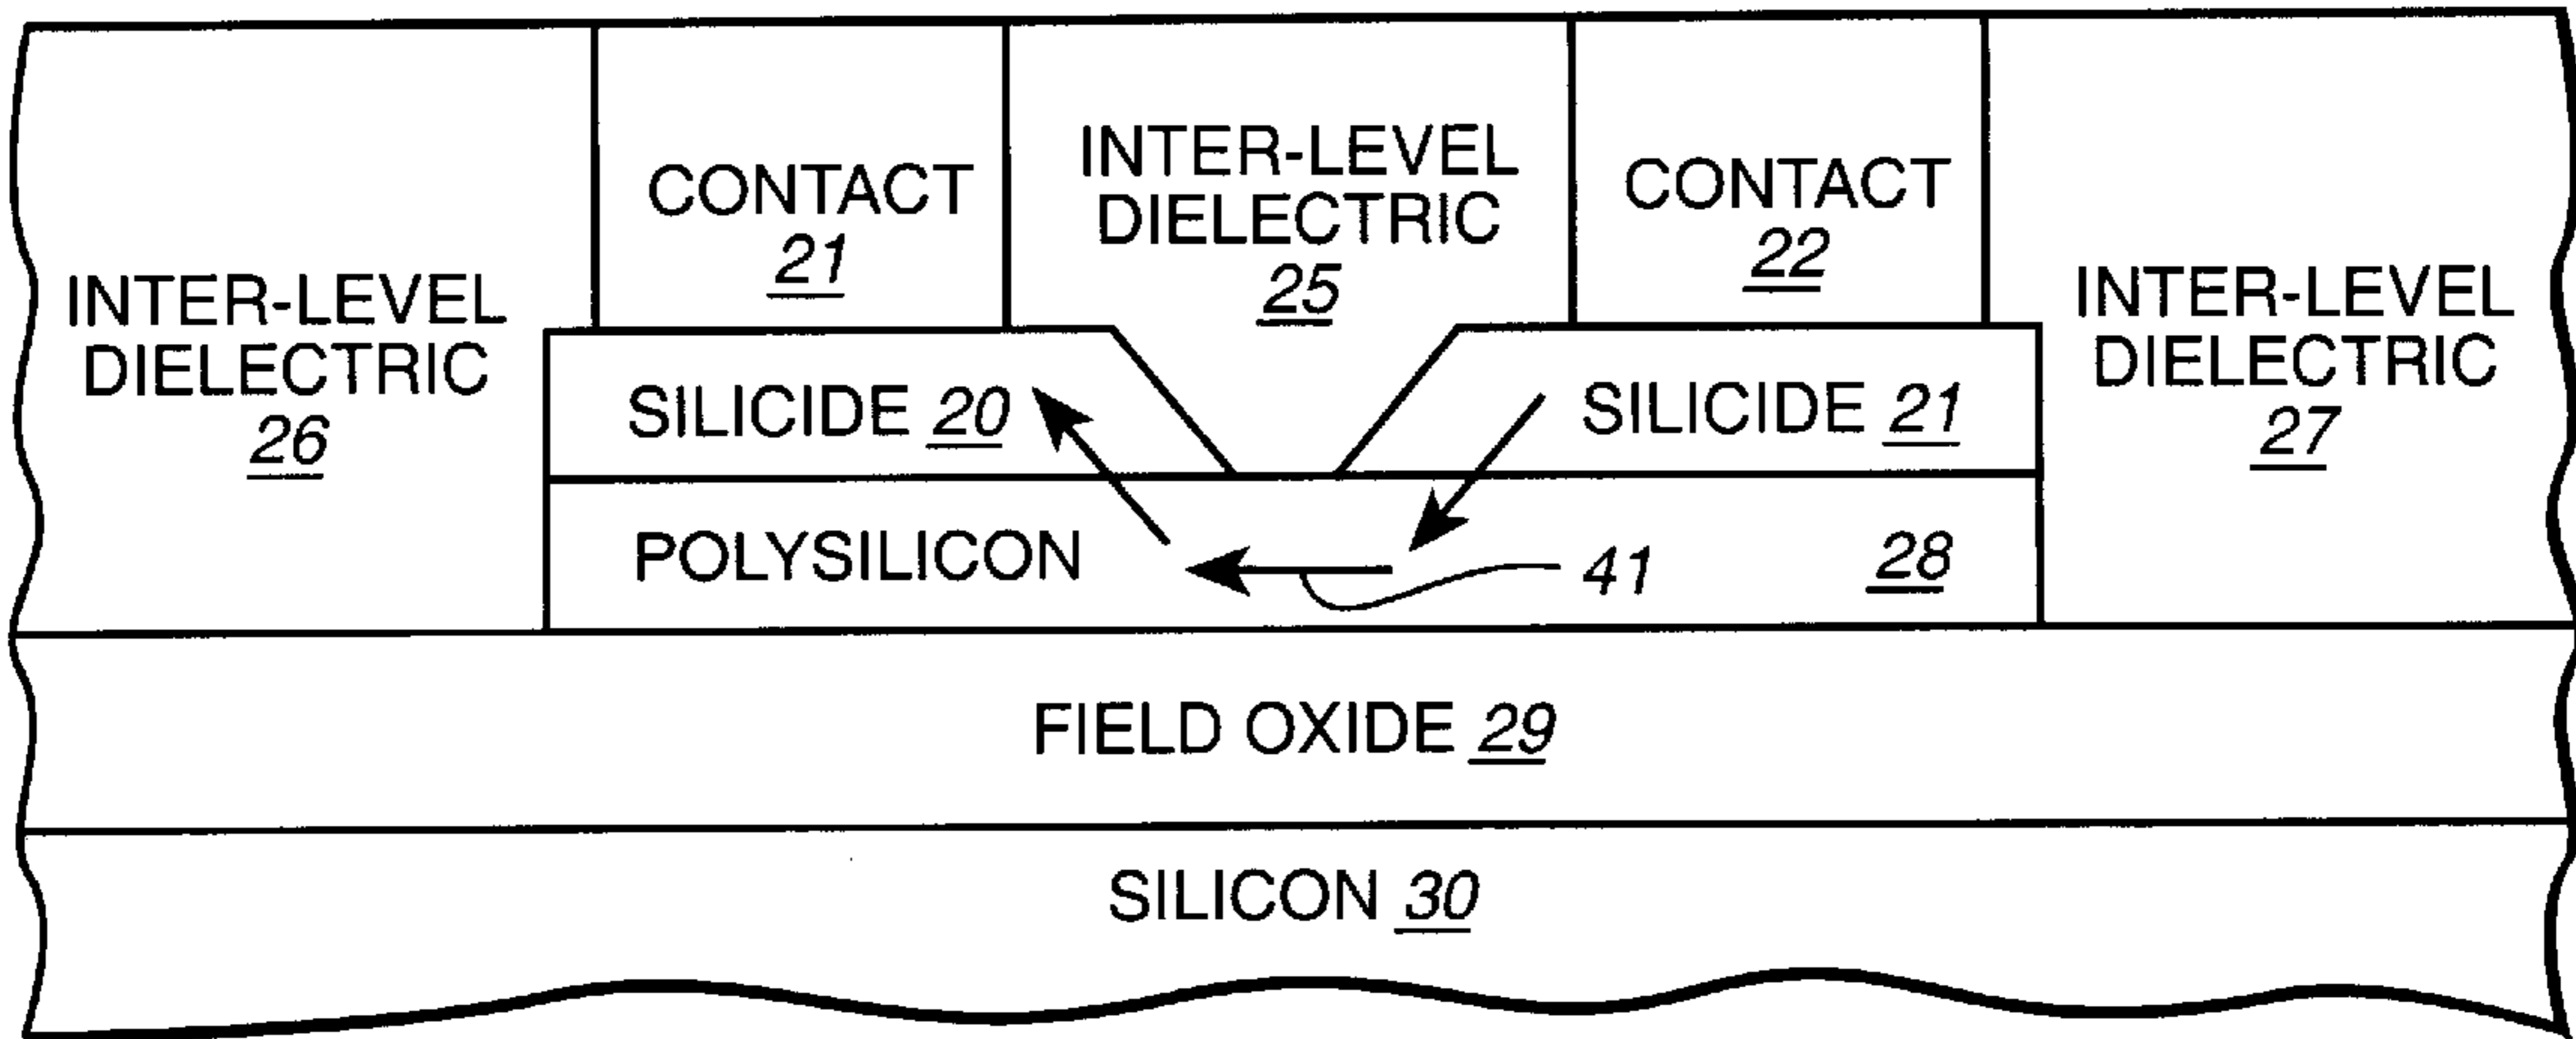 INTER-LEVEL
DIELECTRIC
26
CONTACT
21
INTER-LEVEL
DIELECTRIC
25
CONTACT
22
INTER-LEVEL
DIELECTRIC
27
SILICIDE 20
SILICIDE 21
POLYSILICON
41
28
FIELD OXIDE 29
SILICON 30